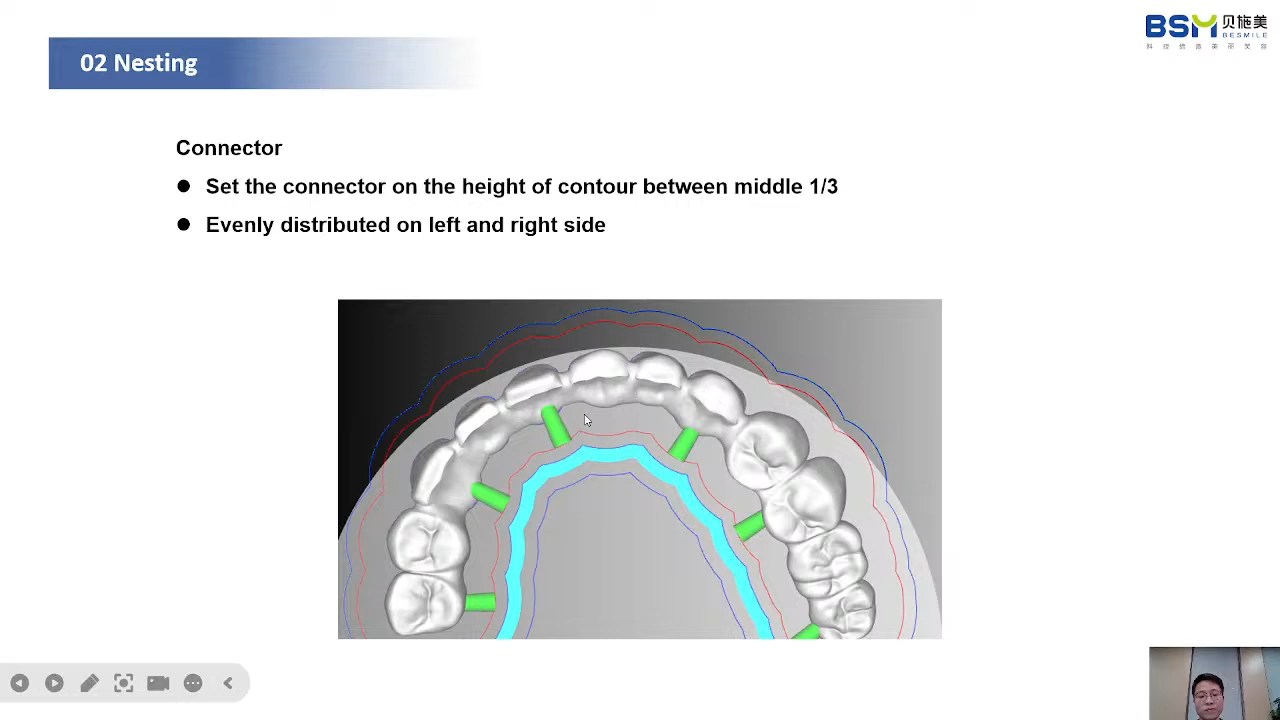 BSM 贝施美
BESMILE
02 Nesting
Connector
● Set the connector on the height of contour between middle 1/3
● Evenly distributed on left and right side